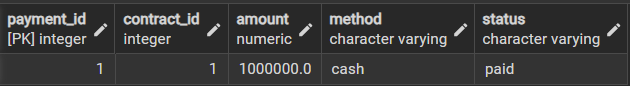 payment_id contract_id amount method status
[PK] integer integer numeric character varying character varying
1 1 1000000.0 cash paid